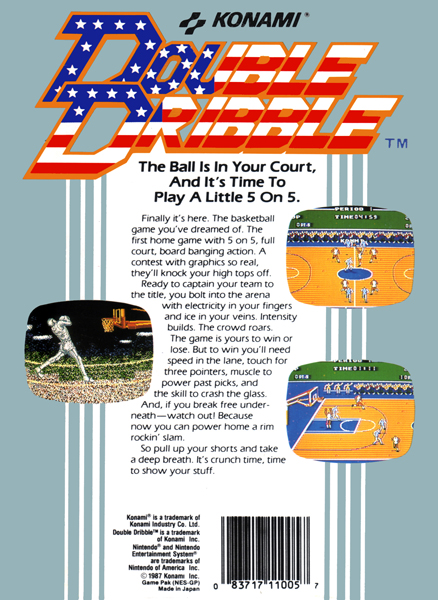 KONAMI®
DOUBLE
DRIBBLE™
The Ball Is In Your Court,
And It's Time To
Play A Little 5 On 5.
Finally it's here. The basketball
game you've dreamed of. The
first home game with 5 on 5, full
court, board banging action. A
contest with graphics so real,
they'll knock your high tops off.
Ready to captain your team to
the title, you bolt into the arena
with electricity in your fingers
and ice in your veins. Intensity
builds. The crowd roars.
The game is yours to win or
lose. But to win you'll need
speed in the lane, touch for
three pointers, muscle to
power past picks, and
the skill to crash the glass.
And, if you break free under-
neath—watch out! Because
now you can power home a rim
rockin' slam.
So pull up your shorts and take
a deep breath. It's crunch time, time
to show your stuff.
PERIOD
TIME
PERIOD
TIME
Konami® is a trademark of
Konami Industry Co. Ltd.
Double Dribble™ is a trademark
of Konami Inc.
Nintendo® and Nintendo
Entertainment System®
are trademarks of
Nintendo of America Inc.
© 1987 Konami Inc.
Game Pak (NES-GP)
Made in Japan
0 83717 11005 7